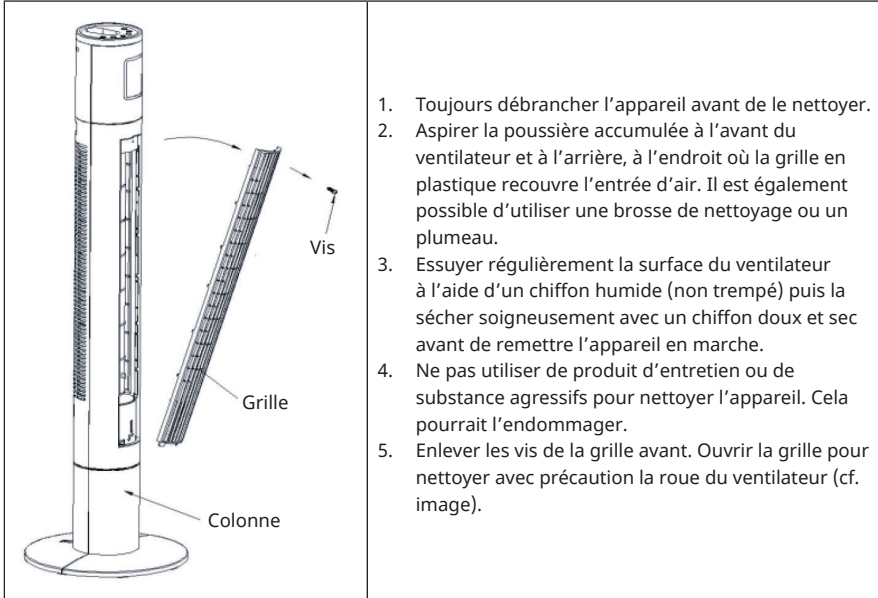 Vis
Grille
Colonne
1. Toujours débrancher l’appareil avant de le nettoyer.
2. Aspirer la poussière accumulée à l’avant du
ventilateur et à l’arrière, à l’endroit où la grille en
plastique recouvre l’entrée d’air. Il est également
possible d’utiliser une brosse de nettoyage ou un
plumeau.
3. Essuyer régulièrement la surface du ventilateur
à l’aide d’un chiffon humide (non trempé) puis la
sécher soigneusement avec un chiffon doux et sec
avant de remettre l’appareil en marche.
4. Ne pas utiliser de produit d’entretien ou de
substance agressifs pour nettoyer l’appareil. Cela
pourrait l’endommager.
5. Enlever les vis de la grille avant. Ouvrir la grille pour
nettoyer avec précaution la roue du ventilateur (cf.
image).